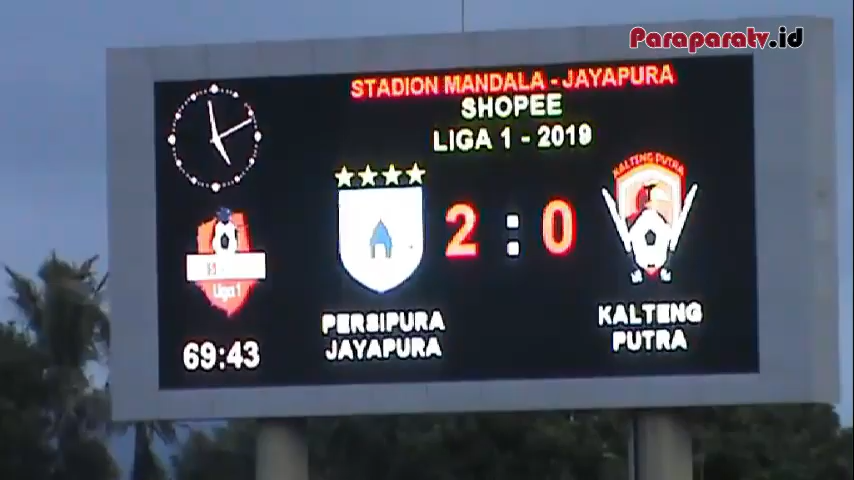 Paraparatv.id
STADION MANDALA - JAYAPURA
SHOPEE
LIGA 1 - 2019
KALTENG PUTRA
2 : 0
Liga 1
PERSIPURA
JAYAPURA
KALTENG
PUTRA
69:43